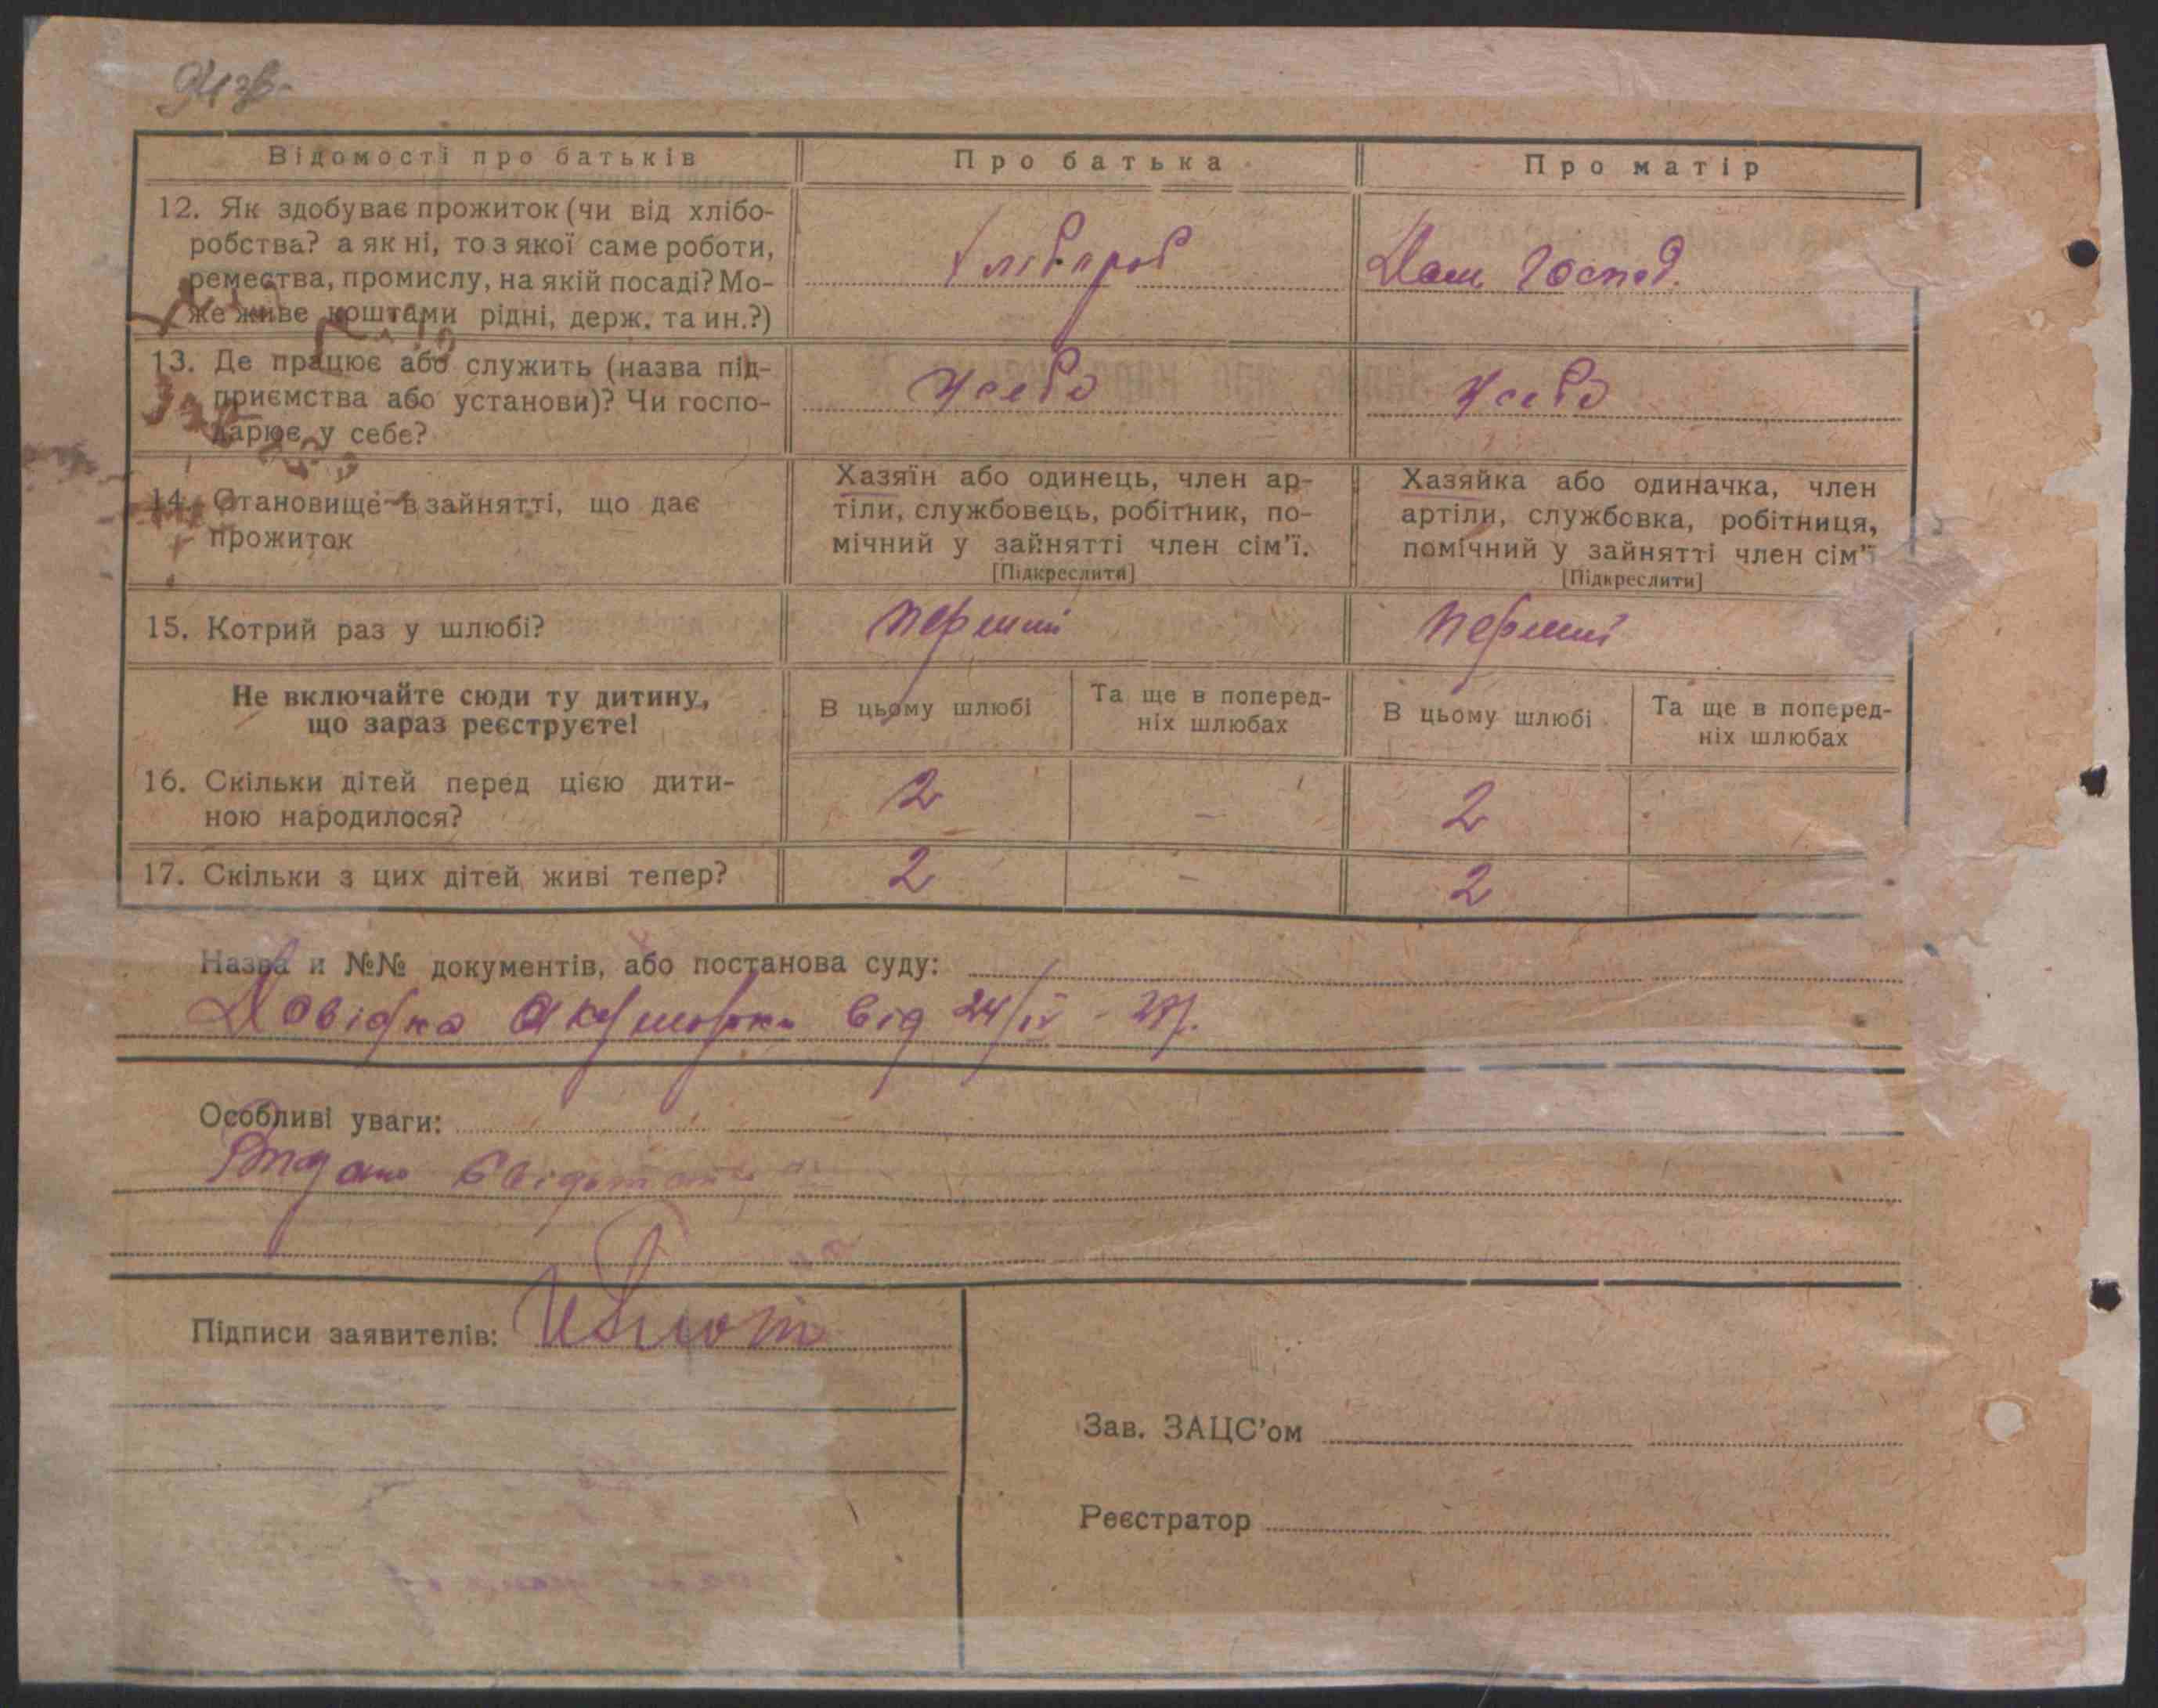 94 зв.
Відомості про батьків
Про батька
Про матір
12. Як здобуває прожиток (чи від хлібо-
робства? а як ні, то з якої саме роботи,
ремества, промислу, на якій посаді? Мо-
же живе коштами рідні, держ. та ин.?)
Хлібороб
Дом. Господ.
13. Де працює або служить (назва під-
приємства або установи)? Чи госпо-
дарює у себе?
У себе
У себе
14. Становище в зайнятті, що дає
прожиток
Хазяїн або одинець, член ар-
тіли, службовець, робітник, по-
мічний у зайнятті член сім'ї.
[Підкреслити]
Хазяйка або одиначка, член
артіли, службовка, робітниця,
помічний у зайнятті член сім'ї
[Підкреслити]
15. Котрий раз у шлюбі?
перший
перший
Не включайте сюди ту дитину,
що зараз реєструєте!
В цьому шлюбі
Та ще в поперед-
ніх шлюбах
В цьому шлюбі
Та ще в поперед-
ніх шлюбах
16. Скільки дітей перед цією дити-
ною народилося?
2
-
2
17. Скільки з цих дітей живі тепер?
2
-
2
Назва и №№ документів, або постанова суду:
Довідка Акушорки від 24/IV - 29р.
Особливі уваги:
Видано Свідоцтво
Підписи заявителів:
Зав. ЗАЦС'ом
Реєстратор